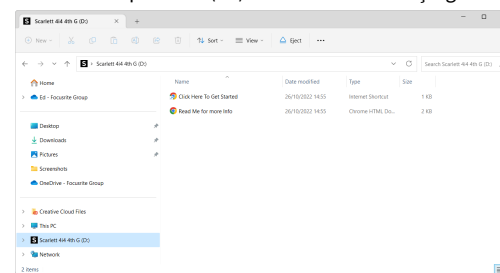 Scarlett 4i4 4th G (D:)
New
Sort
View
Eject
Scarlett 4i4 4th G (D:)
Search Scarlett 4i4 4th G (D:)
Name
Date modified
Type
Size
Home
Ed - Focusrite Group
Click Here To Get Started
26/10/2022 14:55
Internet Shortcut
1 KB
Read Me for more Info
26/10/2022 14:55
Chrome HTML Do...
2 KB
Desktop
Downloads
Pictures
Screenshots
OneDrive - Focusrite Group
Creative Cloud Files
This PC
Scarlett 4i4 4th G (D:)
Network
2 items